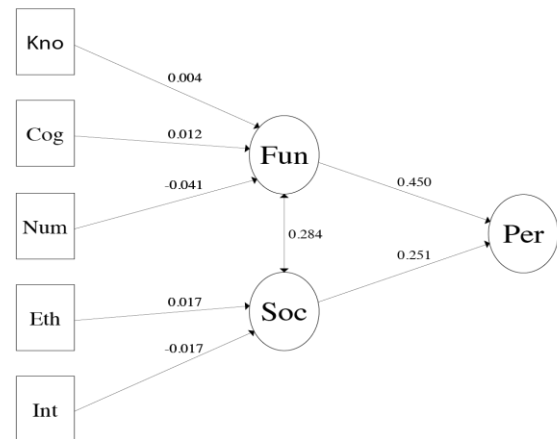 Kno
0.004
Cog
0.012
Fun
Num
-0.041
0.450
0.284
Per
0.251
Eth
0.017
Soc
-0.017
Int